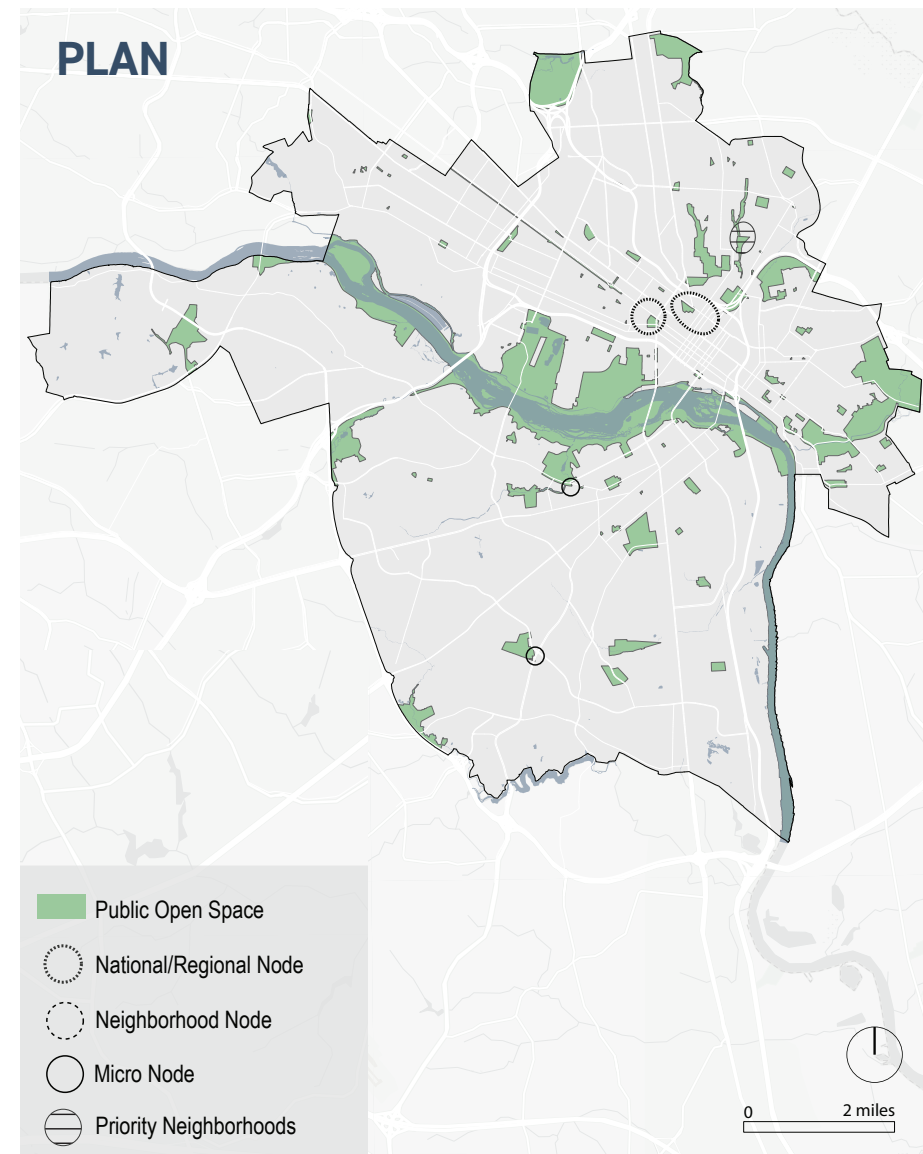 PLAN
Public Open Space
National/Regional Node
Neighborhood Node
Micro Node
Priority Neighborhoods
0 2 miles